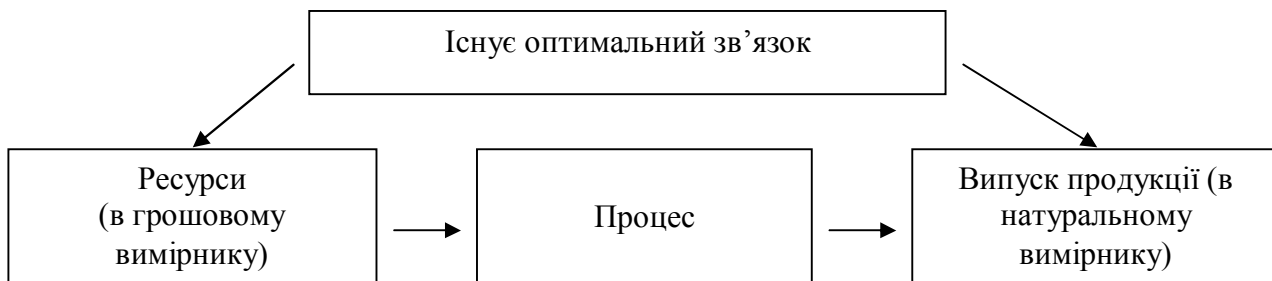 Існує оптимальний зв’язок
Ресурси
(в грошовому
вимірнику)
Процес
Випуск продукції (в
натуральному
вимірнику)